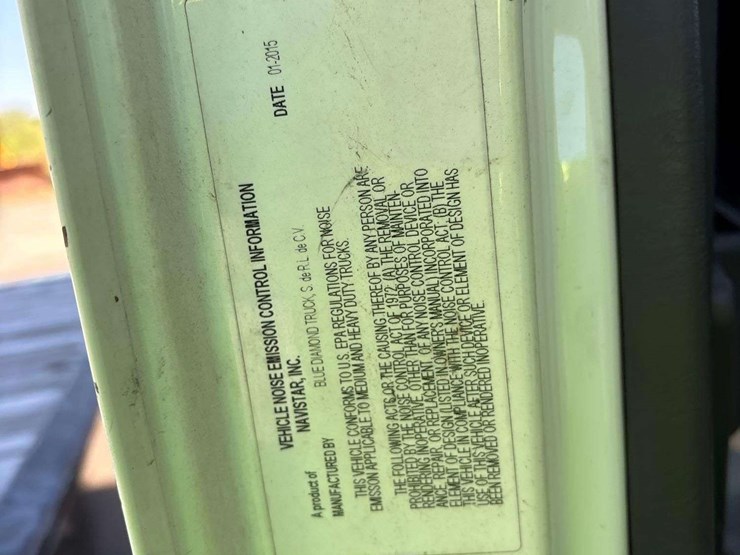 VEHICLE NOISE EMISSION CONTROL INFORMATION
A product of NAVISTAR, INC. DATE 01-2015
MANUFACTURED BY BLUE DIAMOND TRUCK, S. de R.L. de C.V.
THIS VEHICLE CONFORMS TO U.S. EPA REGULATIONS FOR NOISE
EMISSON APPLICABLE TO MEDIUM AND HEAVY DUTY TRUCKS.
THE FOLLOWING ACTS OR THE CAUSING THEREOF BY ANY PERSON ARE
PROHIBITED BY THE NOISE CONTROL ACT OF 1972. (A) THE REMOVAL OR
RENDERING INOPERATIVE, OTHER THAN FOR PURPOSES OF MAINTEN-
ANCE, REPAIR, OR REPLACEMENT, OF ANY NOISE CONTROL DEVICE OR
ELEMENT OF DESIGN (LISTED IN OWNER'S MANUAL) INCORPORATED INTO
THIS VEHICLE IN COMPLIANCE WITH THE NOISE CONTROL ACT. (B) THE
USE OF THIS VEHICLE AFTER SUCH DEVICE OR ELEMENT OF DESIGN HAS
BEEN REMOVED OR RENDERED INOPERATIVE.